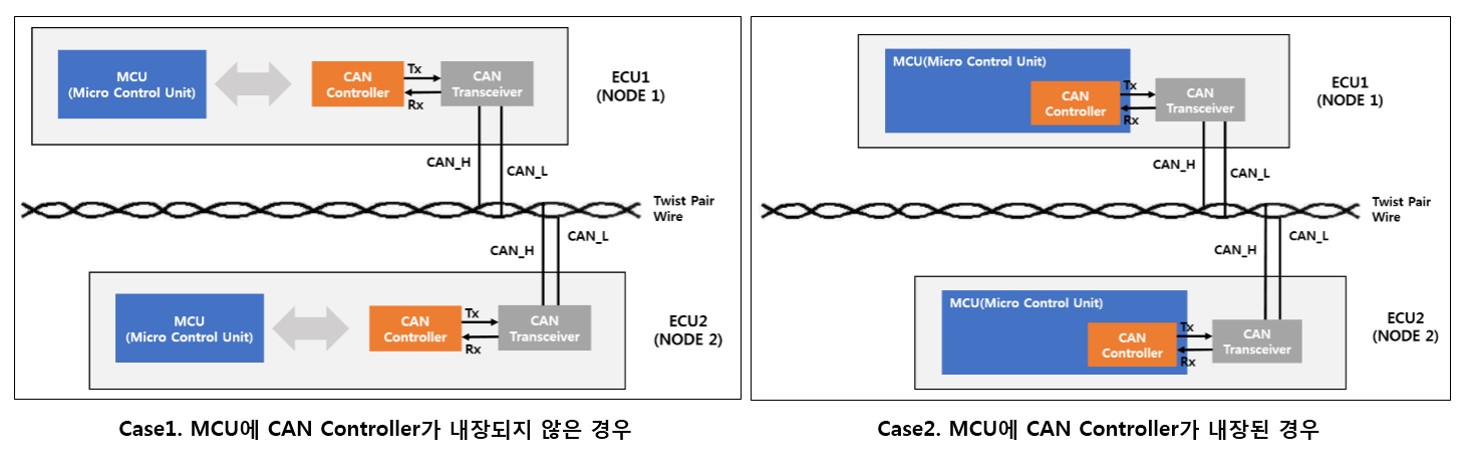 MCU
(Micro Control Unit)
CAN
Controller
Tx
Rx
CAN
Transceiver
ECU1
(NODE 1)
CAN_H
CAN_L
Twist Pair
Wire
CAN_H
CAN_L
MCU
(Micro Control Unit)
CAN
Controller
Tx
Rx
CAN
Transceiver
ECU2
(NODE 2)
Case1. MCU에 CAN Controller가 내장되지 않은 경우
MCU(Micro Control Unit)
CAN
Controller
Tx
Rx
CAN
Transceiver
ECU1
(NODE 1)
CAN_H
CAN_L
Twist Pair
Wire
CAN_H
CAN_L
MCU(Micro Control Unit)
CAN
Controller
Tx
Rx
CAN
Transceiver
ECU2
(NODE 2)
Case2. MCU에 CAN Controller가 내장된 경우